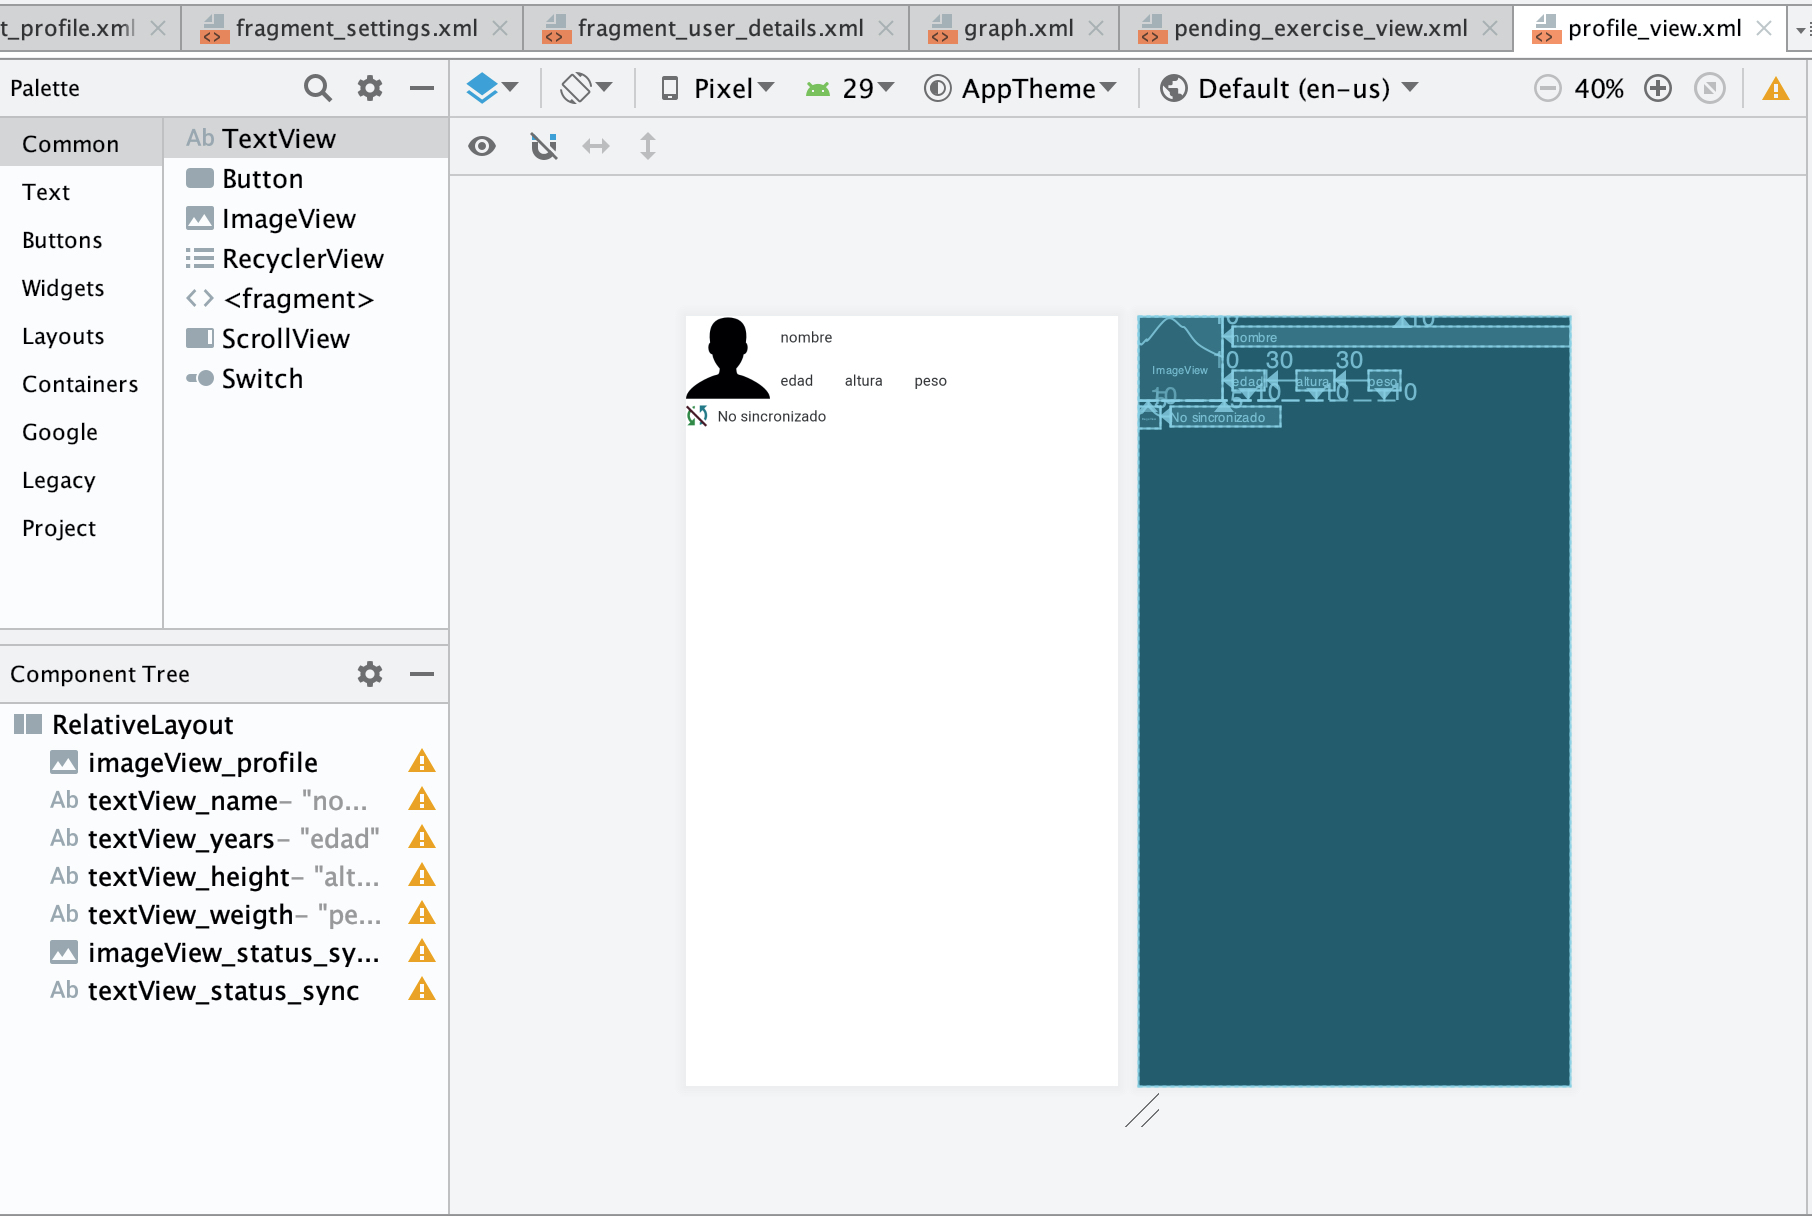 t_profile.xml fragment_settings.xml fragment_user_details.xml graph.xml pending_exercise_view.xml profile_view.xml
Palette
Pixel 29 AppTheme Default (en-us) 40%
Common
Text
Buttons
Widgets
Layouts
Containers
Google
Legacy
Project
Ab TextView
Button
ImageView
RecyclerView
<fragment>
ScrollView
Switch
Component Tree
RelativeLayout
imageView_profile
Ab textView_name– "no...
Ab textView_years– "edad"
Ab textView_height– "alt...
Ab textView_weigth– "pe...
imageView_status_sy...
Ab textView_status_sync
nombre
edad altura peso
No sincronizado
10
nombre
ImageView
30 30
edad altura peso
10 10 10
10 5
No sincronizado